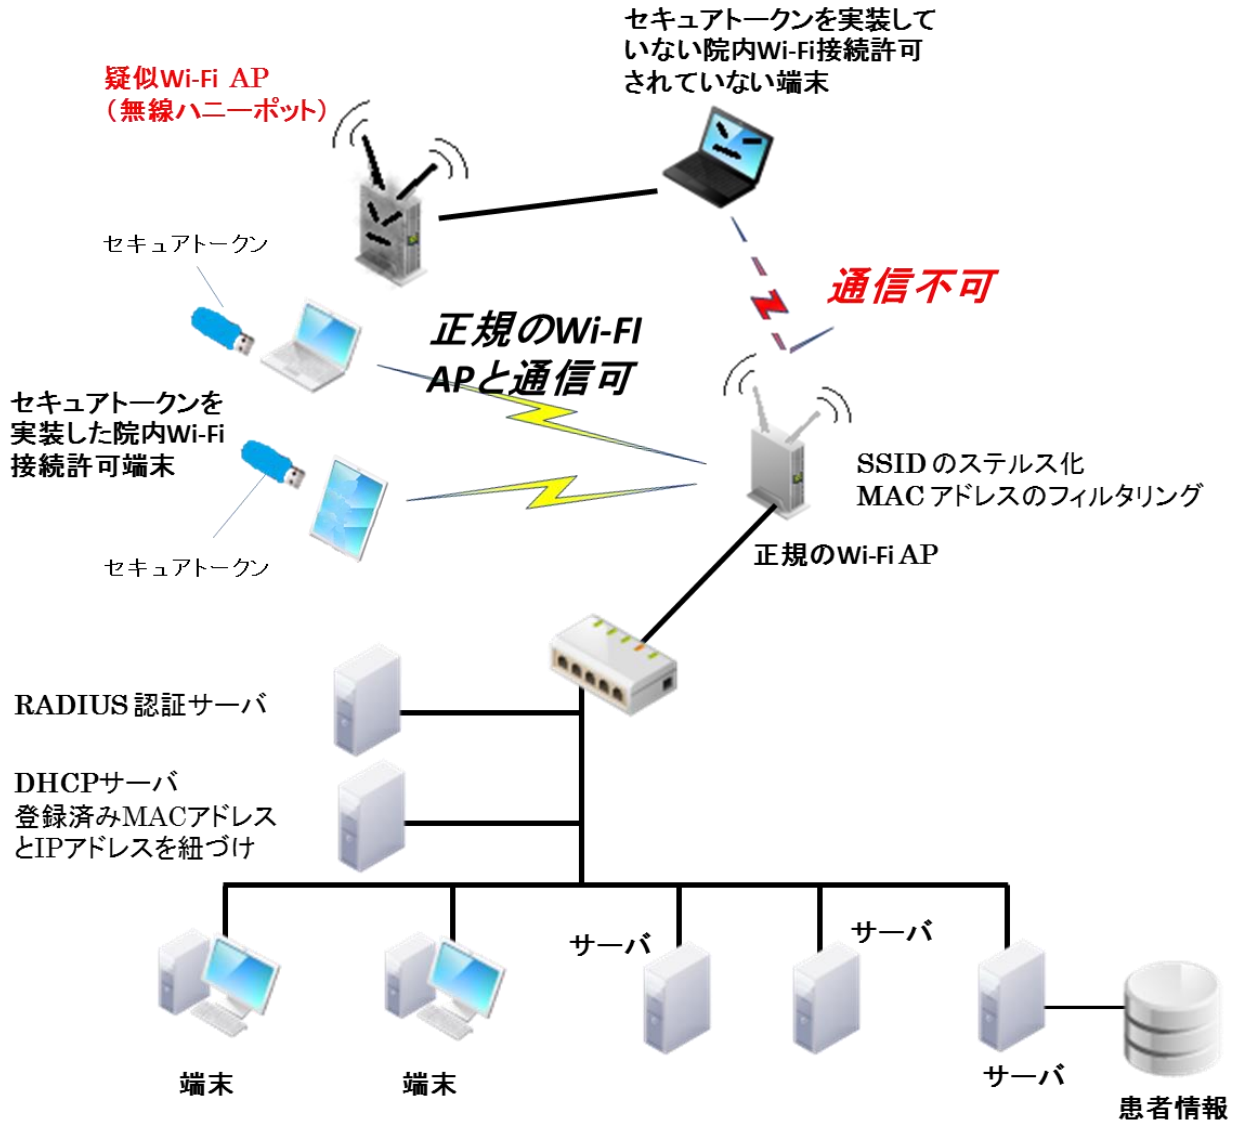 セキュアトークンを実装して
いない院内Wi-Fi接続許可
されていない端末
疑似Wi-Fi AP
（無線ハニーポット）
セキュアトークン
通信不可
正規のWi-FI
APと通信可
セキュアトークンを
実装した院内Wi-Fi
接続許可端末
SSIDのステルス化
MACアドレスのフィルタリング
正規のWi-Fi AP
セキュアトークン
RADIUS認証サーバ
DHCPサーバ
登録済みMACアドレス
とIPアドレスを紐づけ
サーバ
サーバ
端末
端末
サーバ
患者情報